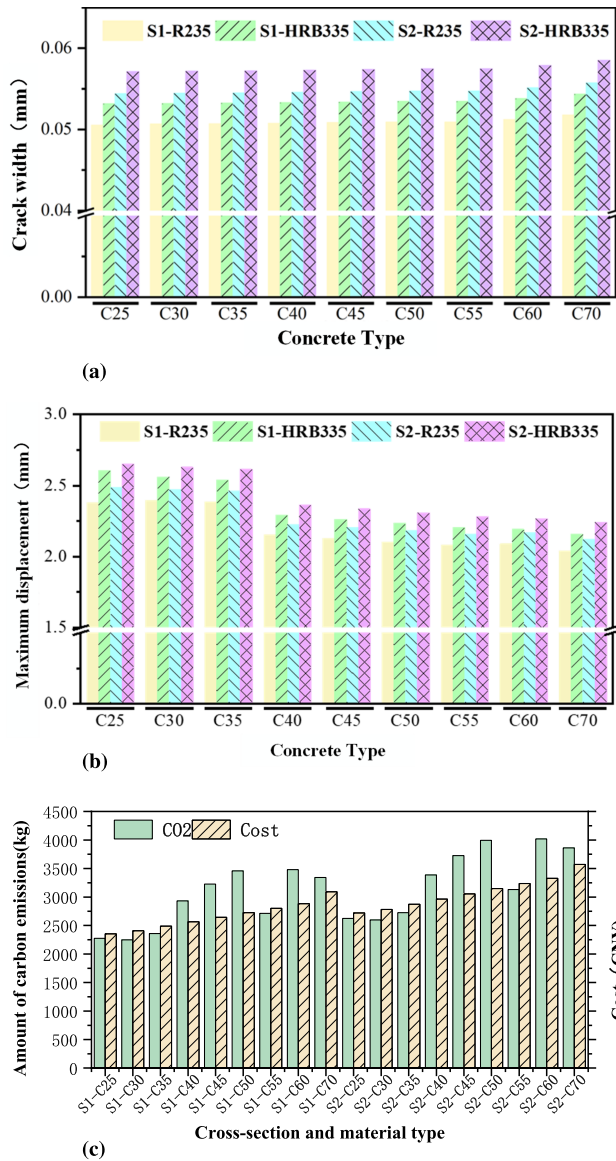 0.06
S1-R235 S1-HRB335 S2-R235 S2-HRB335
0.05
0.04
0.00
Crack width (mm)
C25 C30 C35 C40 C45 C50 C55 C60 C70
Concrete Type
(a)
3.0
S1-R235 S1-HRB335 S2-R235 S2-HRB335
2.5
2.0
1.5
0.0
Maximum displacement (mm)
C25 C30 C35 C40 C45 C50 C55 C60 C70
Concrete Type
(b)
4500
CO2 Cost
4000
3500
3000
2500
2000
1500
1000
500
0
Amount of carbon emissions(kg)
S1-C25 S1-C30 S1-C35 S1-C40 S1-C45 S1-C50 S1-C55 S1-C60 S1-C70 S2-C25 S2-C30 S2-C35 S2-C40 S2-C45 S2-C50 S2-C55 S2-C60 S2-C70
Cross-section and material type
(c)